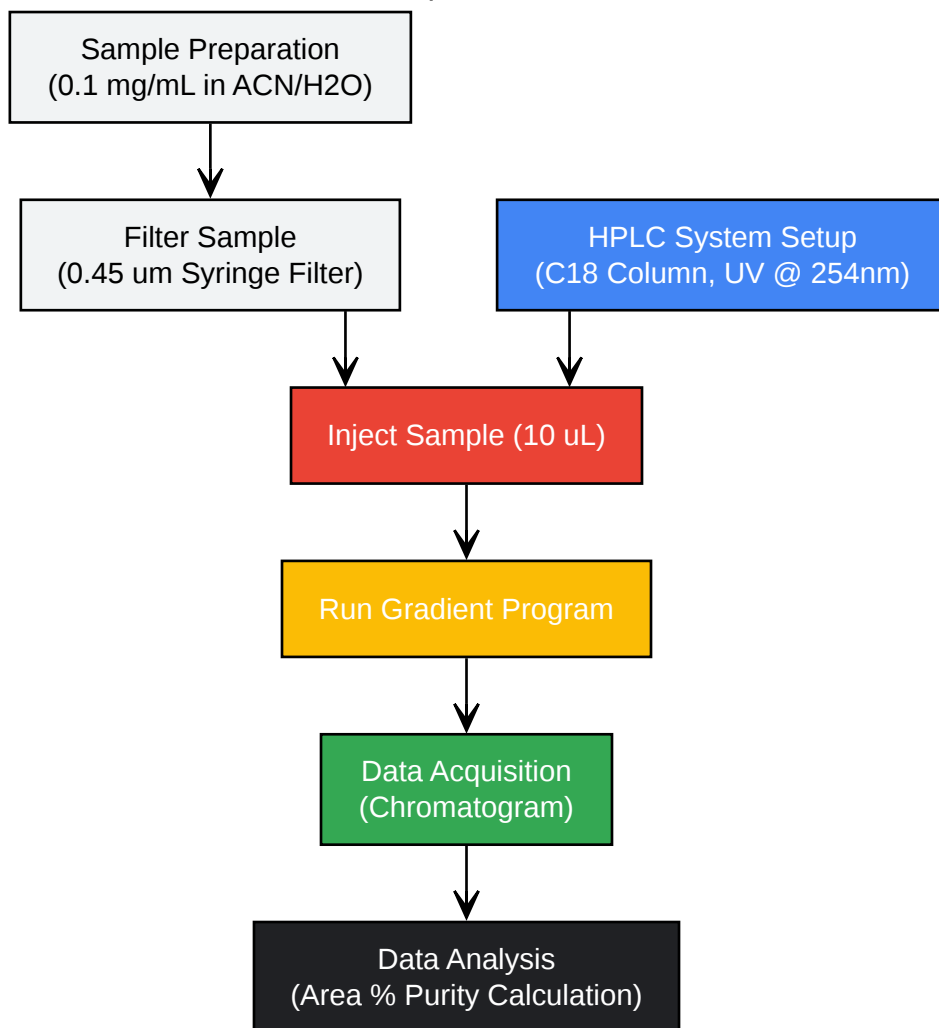 Sample Preparation
(0.1 mg/mL in ACN/H2O)
Filter Sample
(0.45 um Syringe Filter)
HPLC System Setup
(C18 Column, UV @ 254nm)
Inject Sample (10 uL)
Run Gradient Program
Data Acquisition
(Chromatogram)
Data Analysis
(Area % Purity Calculation)